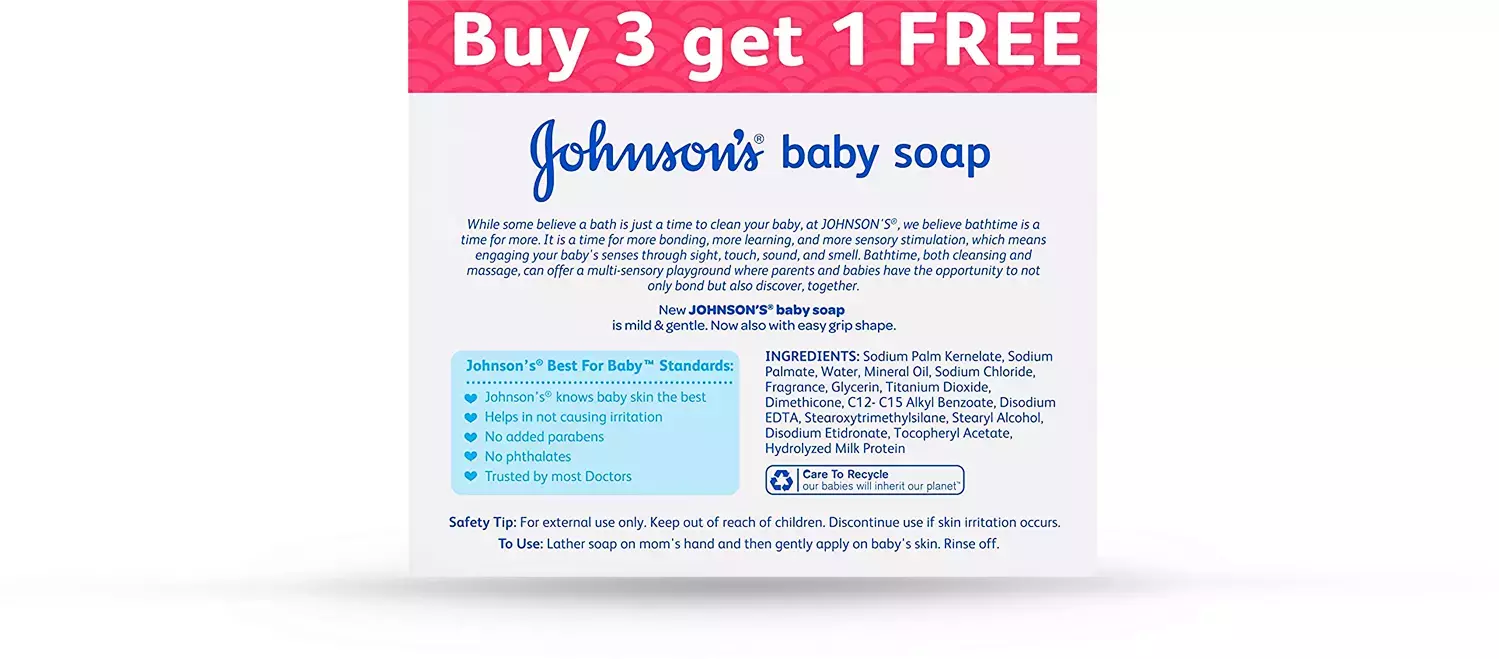 Buy 3 get 1 FREE
Johnson's® baby soap
While some believe a bath is just a time to clean your baby, at JOHNSON'S®, we believe bathtime is a
time for more. It is a time for more bonding, more learning, and more sensory stimulation, which means
engaging your baby's senses through sight, touch, sound, and smell. Bathtime, both cleansing and
massage, can offer a multi-sensory playground where parents and babies have the opportunity to not
only bond but also discover, together.
New JOHNSON'S® baby soap
is mild & gentle. Now also with easy grip shape.
Johnson's® Best For Baby™ Standards:
Johnson's® knows baby skin the best
Helps in not causing irritation
No added parabens
No phthalates
Trusted by most Doctors
INGREDIENTS: Sodium Palm Kernelate, Sodium
Palmate, Water, Mineral Oil, Sodium Chloride,
Fragrance, Glycerin, Titanium Dioxide,
Dimethicone, C12- C15 Alkyl Benzoate, Disodium
EDTA, Stearoxytrimethylsilane, Stearyl Alcohol,
Disodium Etidronate, Tocopheryl Acetate,
Hydrolyzed Milk Protein
Care To Recycle
our babies will inherit our planet™
Safety Tip: For external use only. Keep out of reach of children. Discontinue use if skin irritation occurs.
To Use: Lather soap on mom's hand and then gently apply on baby's skin. Rinse off.